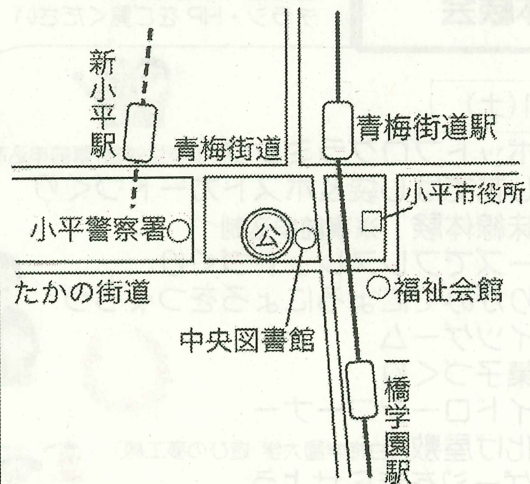 新小平駅
青梅街道
青梅街道駅
小平市役所
小平警察署
公
たかの街道
福祉会館
中央図書館
一橋学園駅